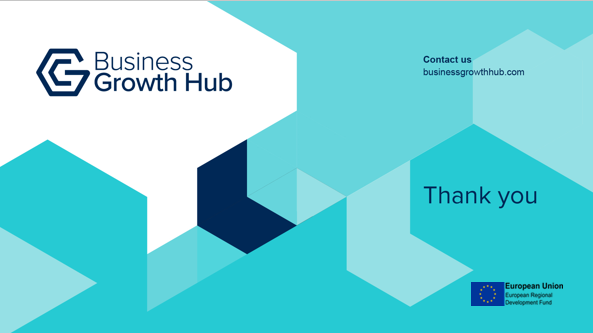 Business
Growth Hub
Contact us
businessgrowthhub.com
Thank you
European Union
European Regional
Development Fund